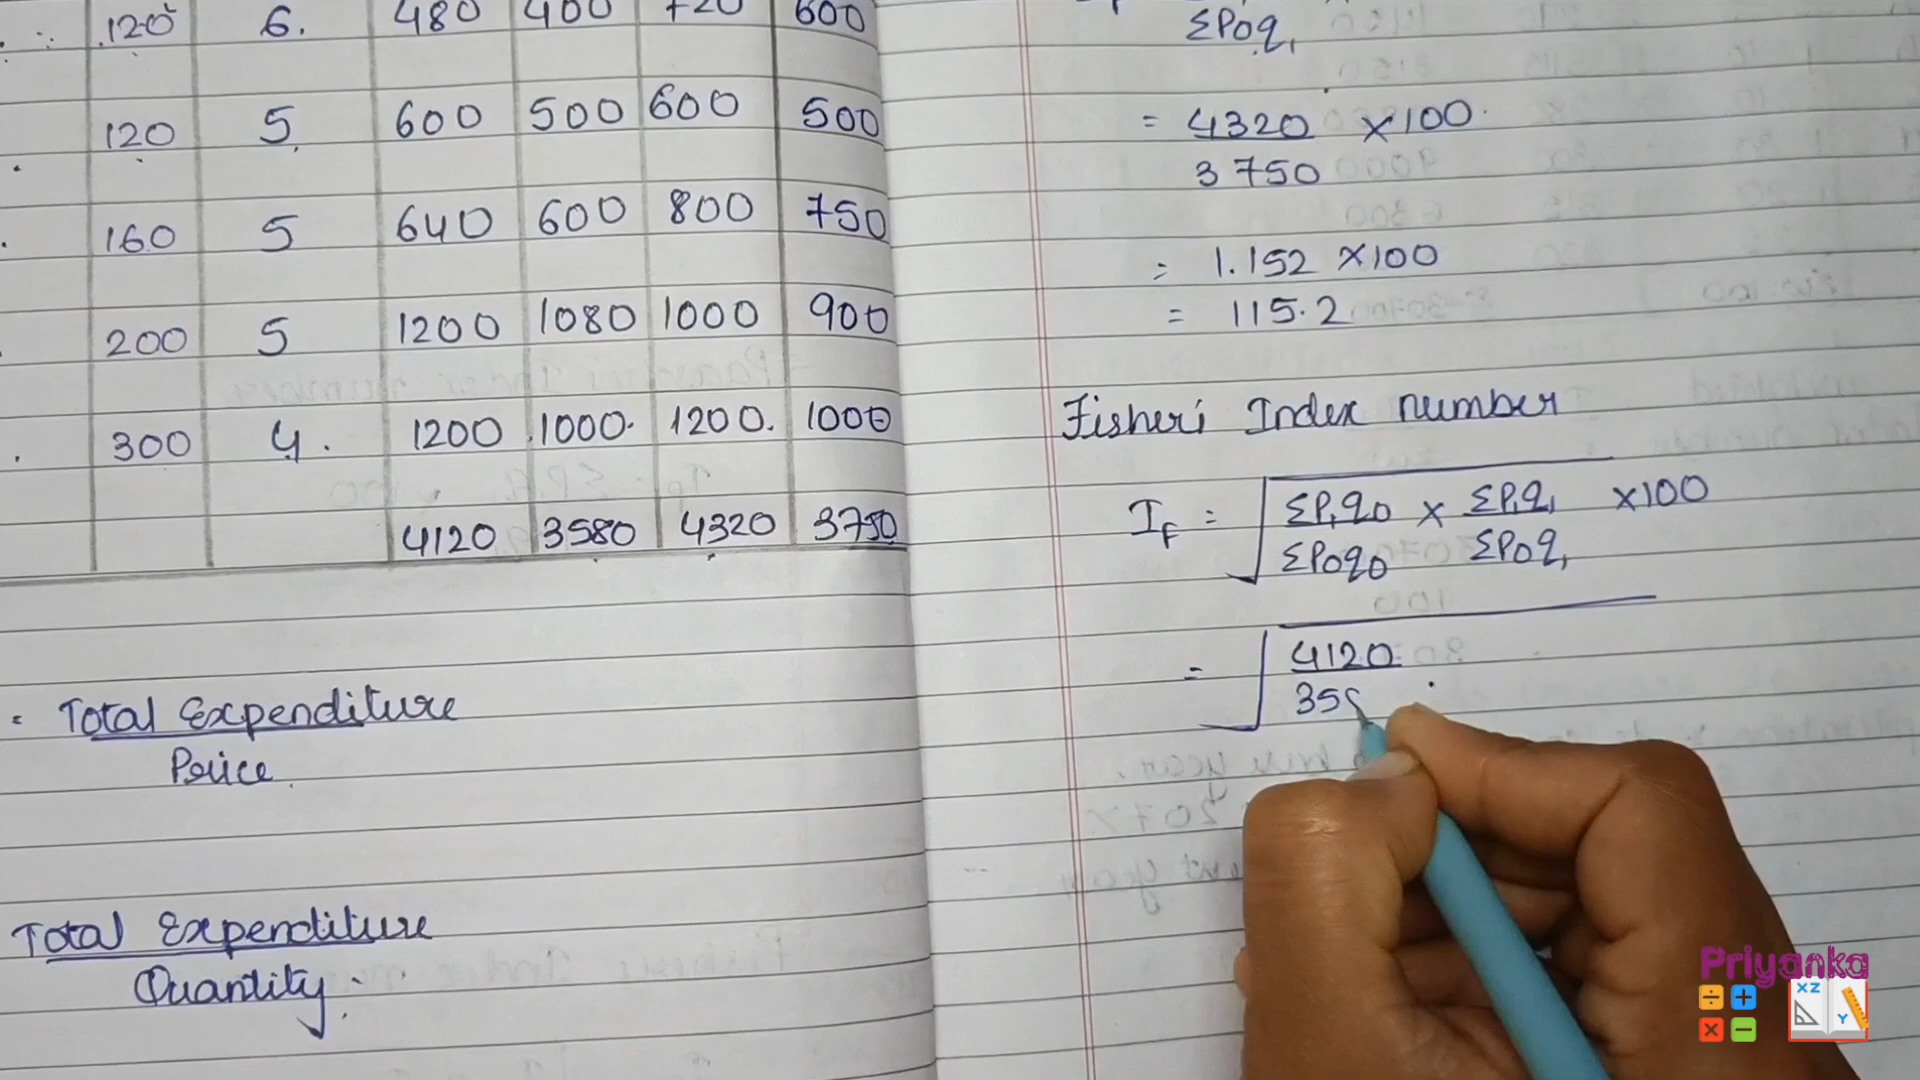 120 6. 480 400 720 600
120 5 600 500 600 500
160 5 640 600 800 750
200 5 1200 1080 1000 900
300 4. 1200 1000. 1200. 1000
4120 3580 4320 3750
= Total Expenditure
Price
Total Expenditure
Quantity.
ΣP0q1
= 4320 ×100
3750
= 1.152 ×100
= 115.2
Fisher's Index number
IF = √ ΣP1q0 × ΣP1q1 ×100
ΣP0q0 ΣP0q1
= √ 4120
35
Priyanka
÷ + × −
XZ
Y